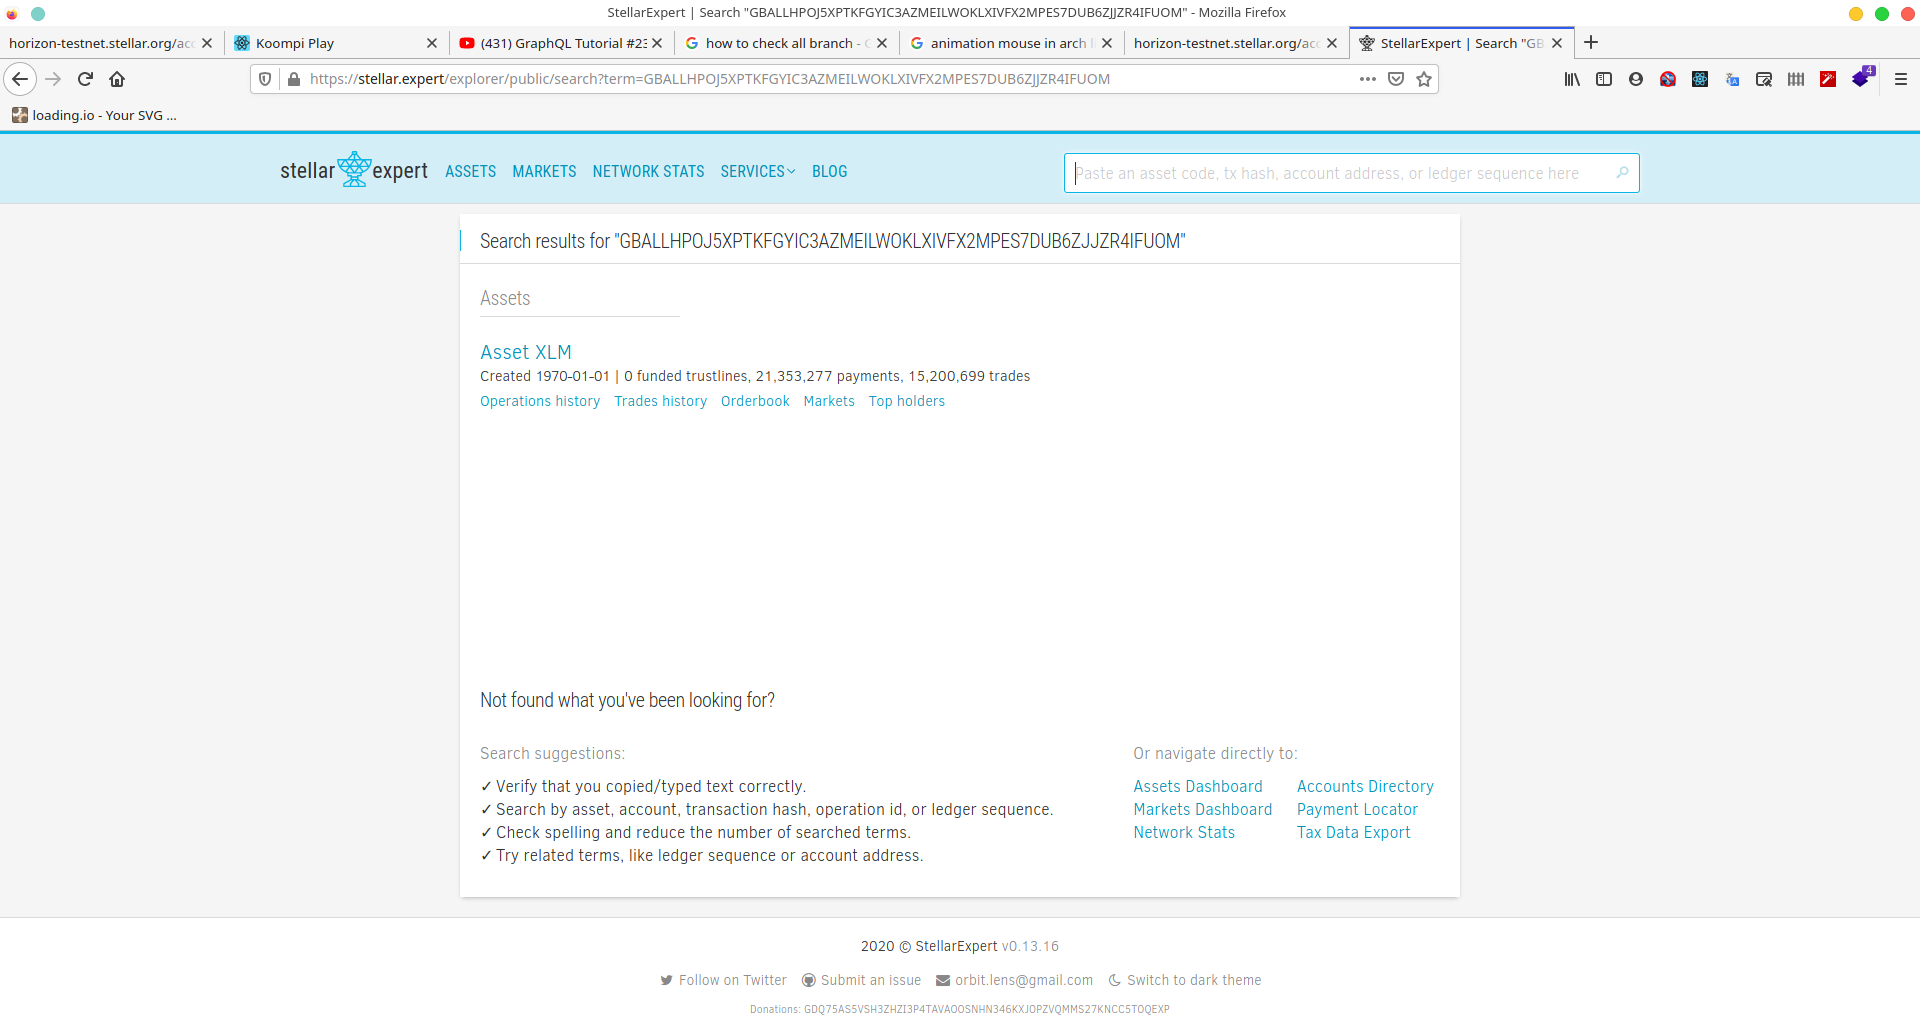 StellarExpert | Search "GBALLHPOJ5XPTKFGYIC3AZMEILWOKLXIVFX2MPES7DUB6ZJJZR4IFUOM" - Mozilla Firefox
horizon-testnet.stellar.org/acc
Koompi Play
(431) GraphQL Tutorial #23
how to check all branch - G
animation mouse in arch l
horizon-testnet.stellar.org/acc
StellarExpert | Search "GB
https://stellar.expert/explorer/public/search?term=GBALLHPOJ5XPTKFGYIC3AZMEILWOKLXIVFX2MPES7DUB6ZJJZR4IFUOM
4
loading.io - Your SVG ...
stellar expert ASSETS MARKETS NETWORK STATS SERVICES BLOG
Paste an asset code, tx hash, account address, or ledger sequence here
Search results for "GBALLHPOJ5XPTKFGYIC3AZMEILWOKLXIVFX2MPES7DUB6ZJJZR4IFUOM"
Assets
Asset XLM
Created 1970-01-01 | 0 funded trustlines, 21,353,277 payments, 15,200,699 trades
Operations history Trades history Orderbook Markets Top holders
Not found what you've been looking for?
Search suggestions:
✓ Verify that you copied/typed text correctly.
✓ Search by asset, account, transaction hash, operation id, or ledger sequence.
✓ Check spelling and reduce the number of searched terms.
✓ Try related terms, like ledger sequence or account address.
Or navigate directly to:
Assets Dashboard Accounts Directory
Markets Dashboard Payment Locator
Network Stats Tax Data Export
2020 © StellarExpert v0.13.16
Follow on Twitter Submit an issue orbit.lens@gmail.com Switch to dark theme
Donations: GDQ75AS5VSH3ZHZI3P4TAVAOOSNHN346KXJOPZVQMMS27KNCC5TOQEXP